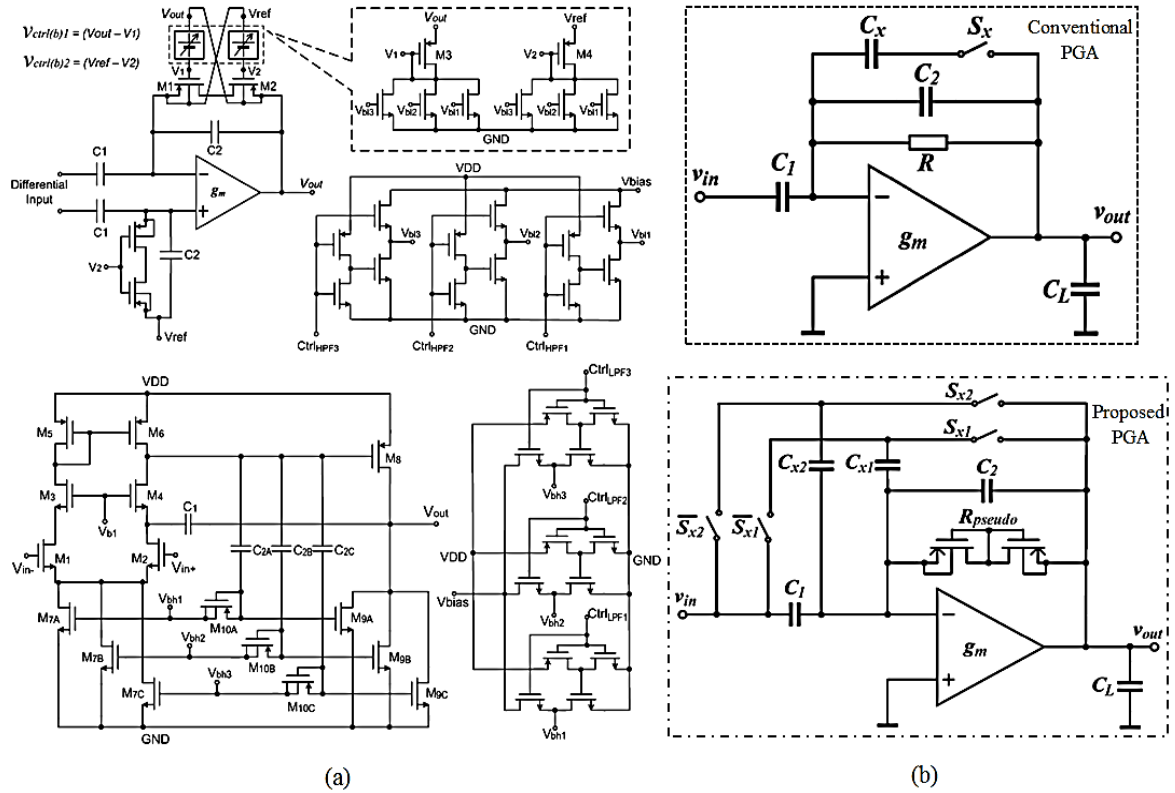 Vctrl(b)1 = (Vout – V1)
Vctrl(b)2 = (Vref – V2)
Vout
Vref
V1
V2
M1
M2
C2
C1
Differential
Input
C1
−
+
gm
Vout
C2
V2
Vref
Vout
Vref
V1
M3
V2
M4
Vbl3
Vbl2
Vbl1
Vbl3
Vbl2
Vbl1
GND
VDD
Vbias
Vbl3
Vbl2
Vbl1
GND
CtrlHPF3
CtrlHPF2
CtrlHPF1
Conventional
PGA
Cx
Sx
C2
R
C1
vin
−
+
gm
vout
CL
VDD
M5
M6
M8
M3
M4
Vb1
C1
Vout
M1
M2
Vin-
Vin+
C2A
C2B
C2C
Vbh1
M7A
M10A
M9A
Vbh2
M7B
M10B
M9B
Vbh3
M7C
M10C
M9C
GND
CtrlLPF3
Vbh3
CtrlLPF2
VDD
GND
Vbias
Vbh2
CtrlLPF1
Vbh1
Proposed
PGA
Sx2
Sx1
Cx2
Cx1
C2
Sx2
Sx1
Rpseudo
C1
vin
−
+
gm
vout
CL
(a)
(b)